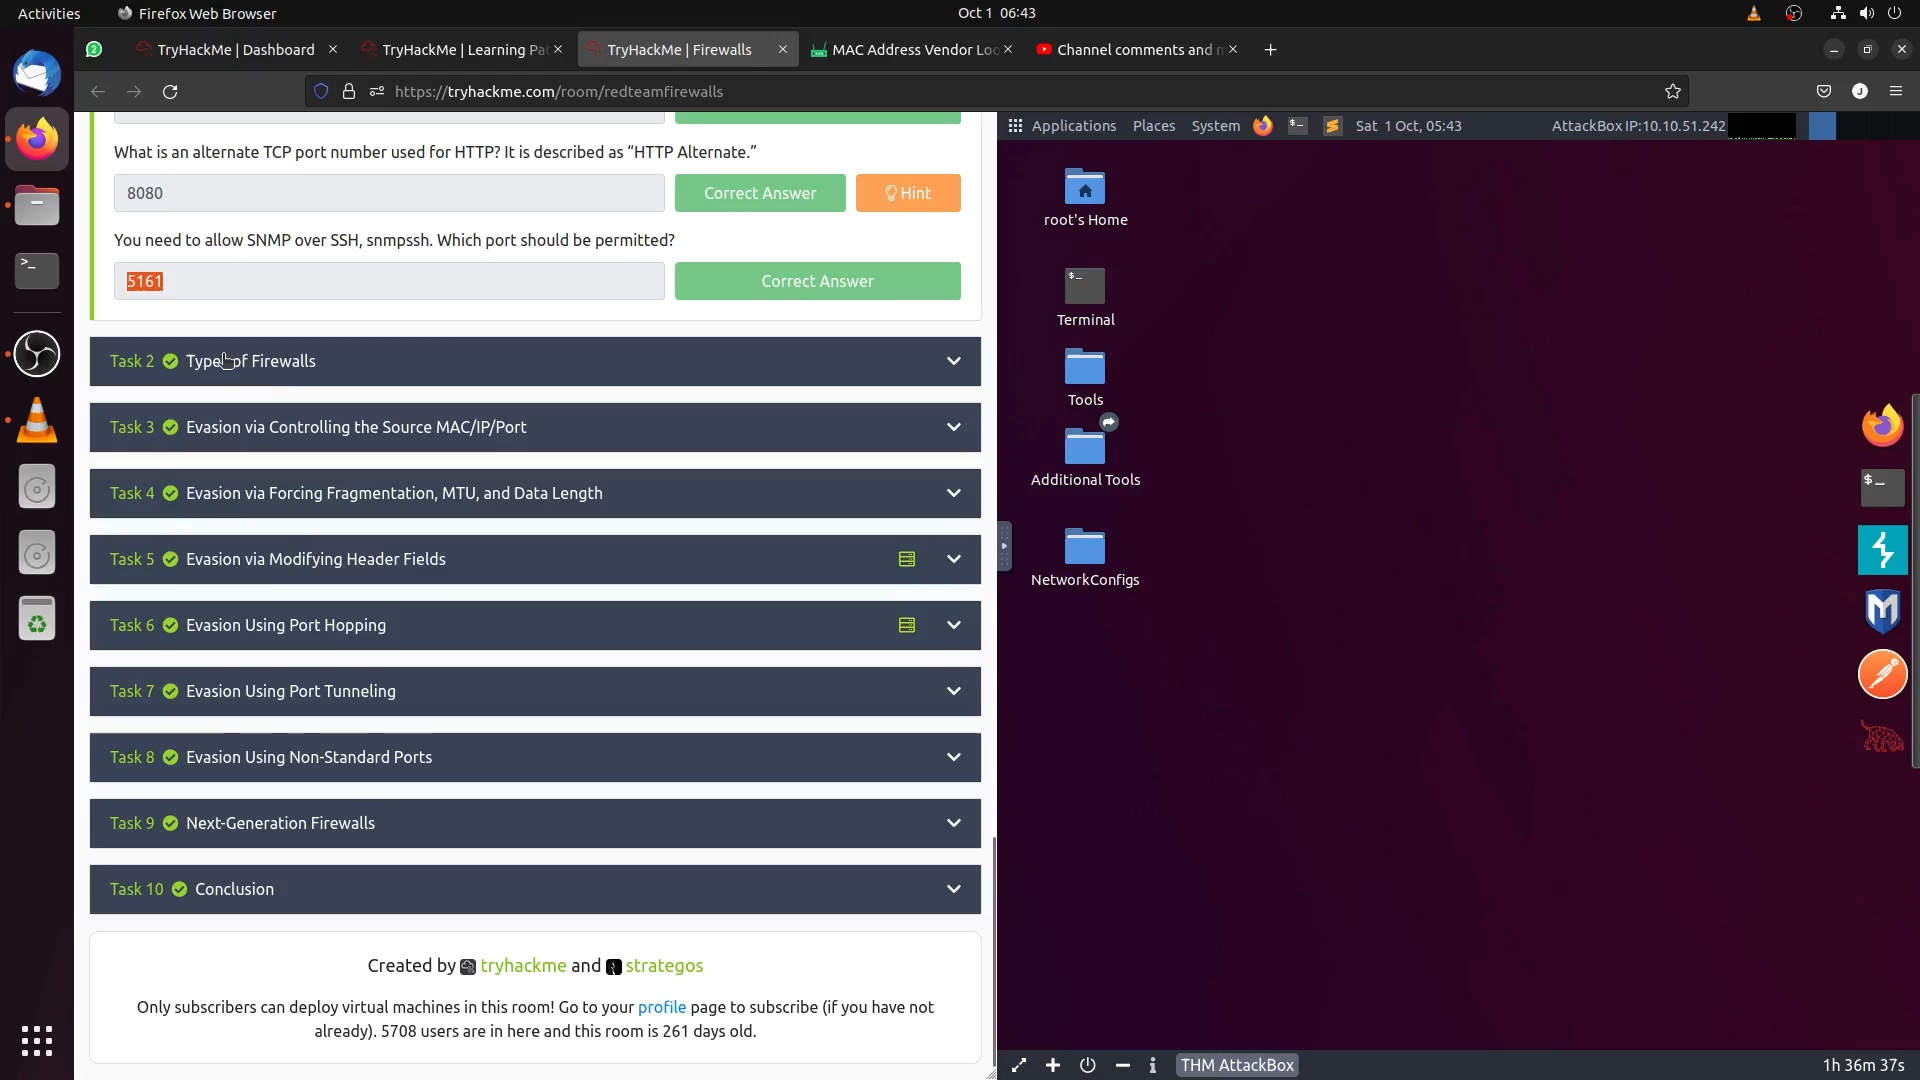 Activities
Firefox Web Browser
Oct 1 06:43
2
TryHackMe | Dashboard
TryHackMe | Learning Pat
TryHackMe | Firewalls
MAC Address Vendor Loo
Channel comments and m
https://tryhackme.com/room/redteamfirewalls
J
What is an alternate TCP port number used for HTTP? It is described as “HTTP Alternate.”
8080
Correct Answer
Hint
You need to allow SNMP over SSH, snmpssh. Which port should be permitted?
5161
Correct Answer
Task 2 Types of Firewalls
Task 3 Evasion via Controlling the Source MAC/IP/Port
Task 4 Evasion via Forcing Fragmentation, MTU, and Data Length
Task 5 Evasion via Modifying Header Fields
Task 6 Evasion Using Port Hopping
Task 7 Evasion Using Port Tunneling
Task 8 Evasion Using Non-Standard Ports
Task 9 Next-Generation Firewalls
Task 10 Conclusion
Created by tryhackme and strategos
Only subscribers can deploy virtual machines in this room! Go to your profile page to subscribe (if you have not
already). 5708 users are in here and this room is 261 days old.
Applications Places System
Sat 1 Oct, 05:43
AttackBox IP:10.10.51.242
root's Home
Terminal
Tools
Additional Tools
NetworkConfigs
THM AttackBox
1h 36m 37s